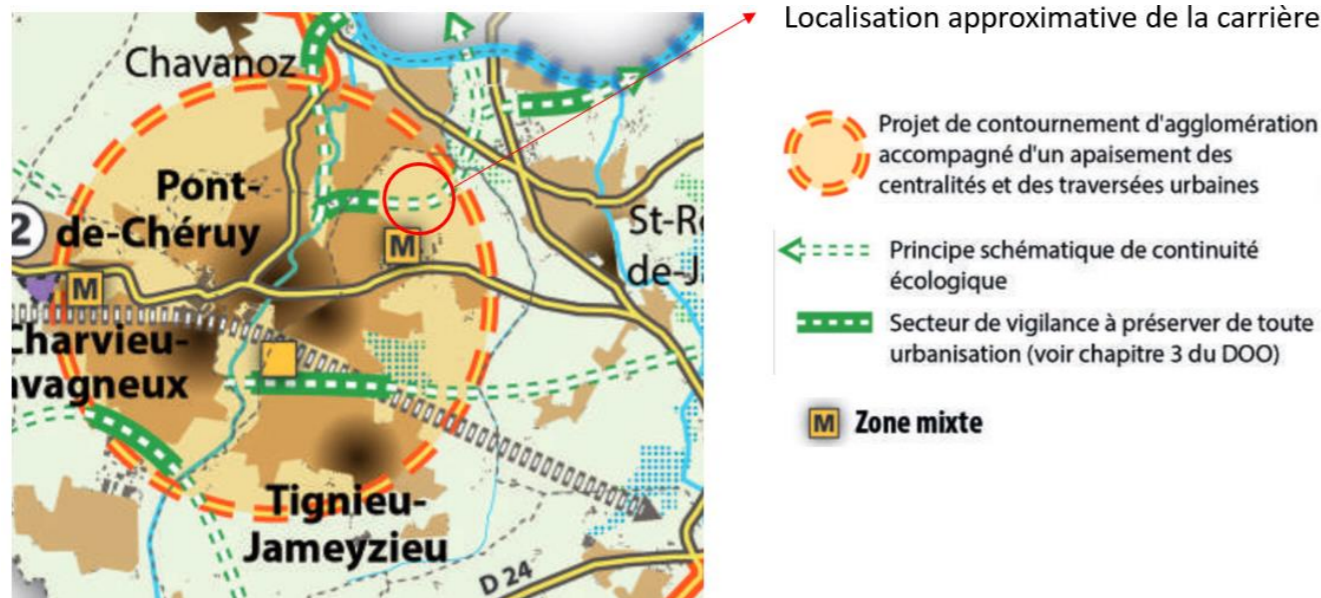 Localisation approximative de la carrière
Chavanoz
Pont-
de-Chéruy
2
M
M
St-R
de-J
Charvieu-
avagneux
Tignieu-
Jameyzieu
D 24
Projet de contournement d'agglomération
accompagné d'un apaisement des
centralités et des traversées urbaines
Principe schématique de continuité
écologique
Secteur de vigilance à préserver de toute
urbanisation (voir chapitre 3 du DOO)
M Zone mixte